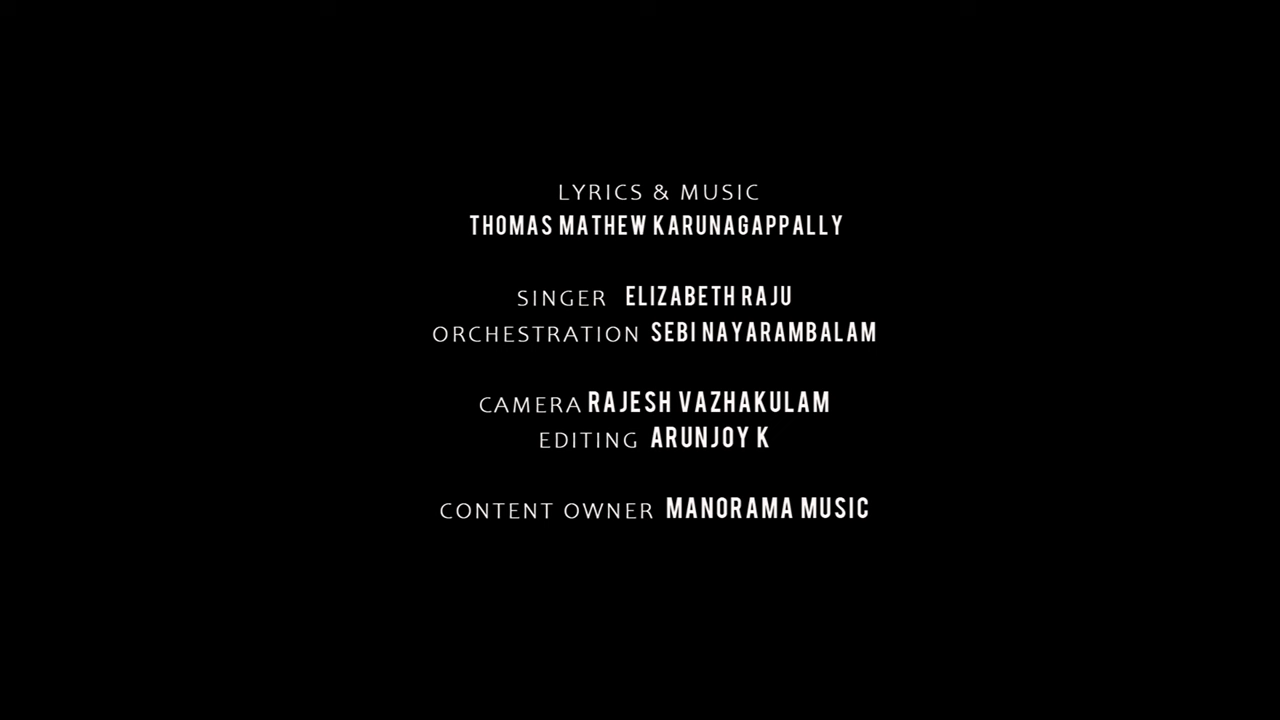 LYRICS & MUSIC
THOMAS MATHEW KARUNAGAPPALLY
SINGER ELIZABETH RAJU
ORCHESTRATION SEBI NAYARAMBALAM
CAMERA RAJESH VAZHAKULAM
EDITING ARUNJOY K
CONTENT OWNER MANORAMA MUSIC